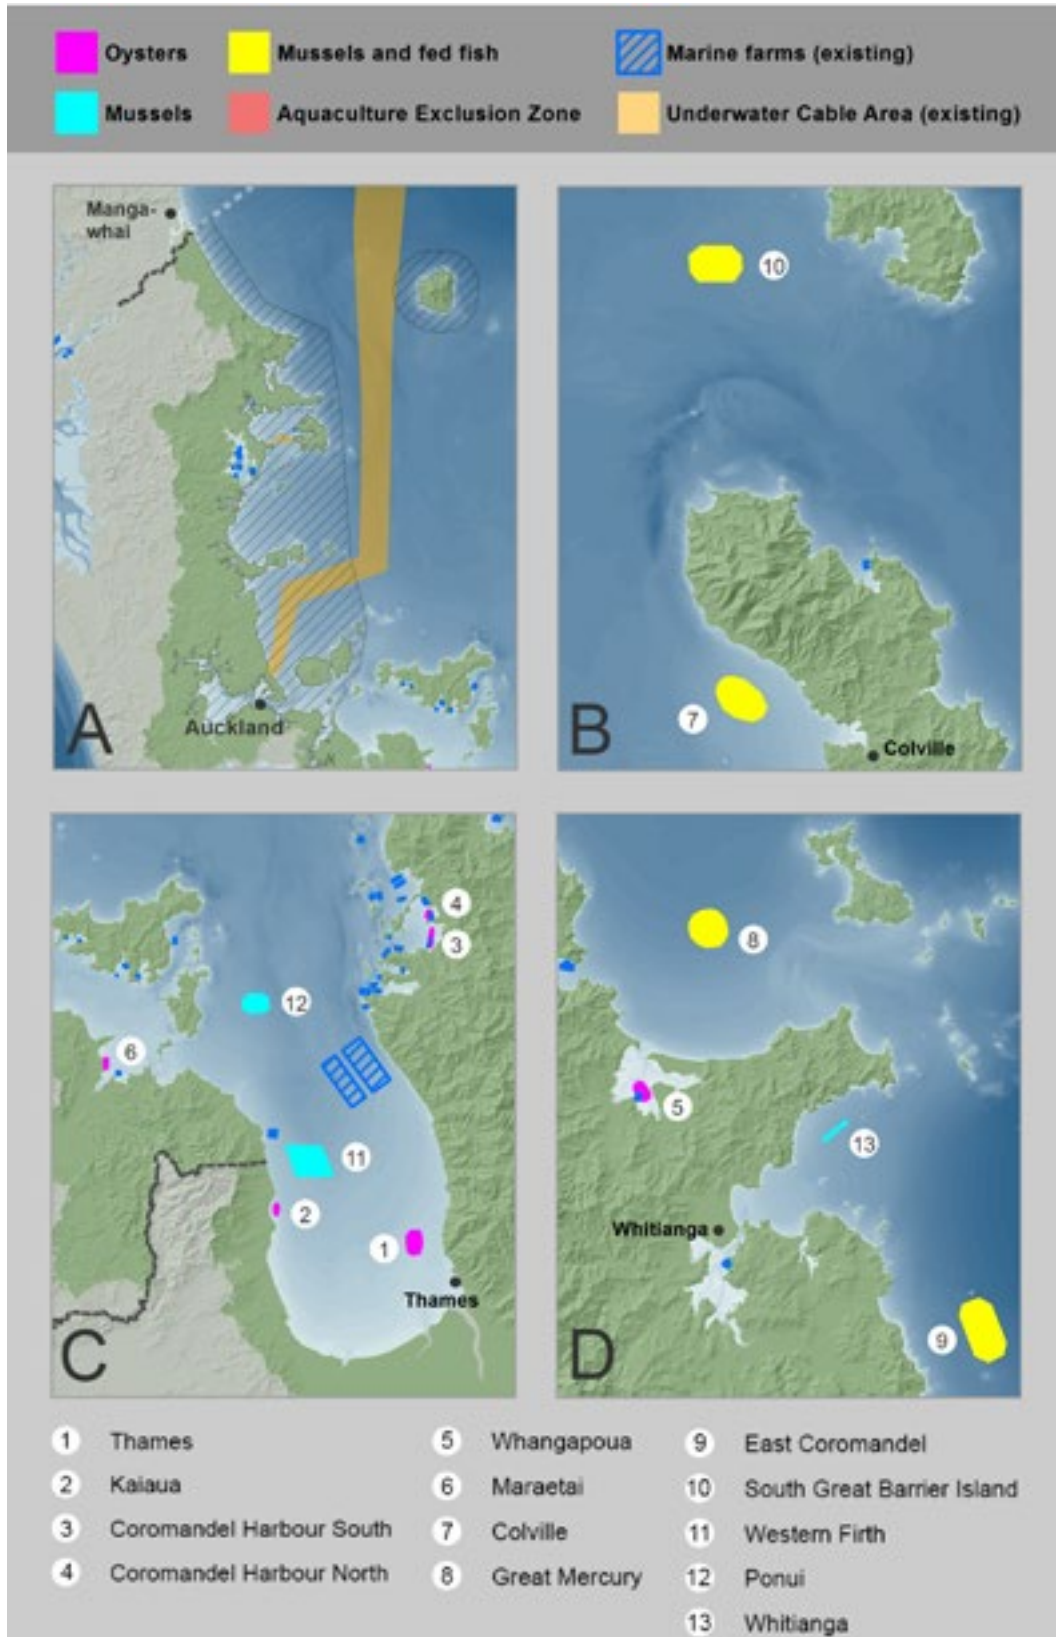 Oysters
Mussels and fed fish
Marine farms (existing)
Mussels
Aquaculture Exclusion Zone
Underwater Cable Area (existing)
Manga-
whai
Auckland
A
10
7
Colville
B
4
3
12
6
11
2
1
Thames
C
8
5
13
Whitianga
9
D
1 Thames
2 Kaiaua
3 Coromandel Harbour South
4 Coromandel Harbour North
5 Whangapoua
6 Maraetai
7 Colville
8 Great Mercury
9 East Coromandel
10 South Great Barrier Island
11 Western Firth
12 Ponui
13 Whitianga